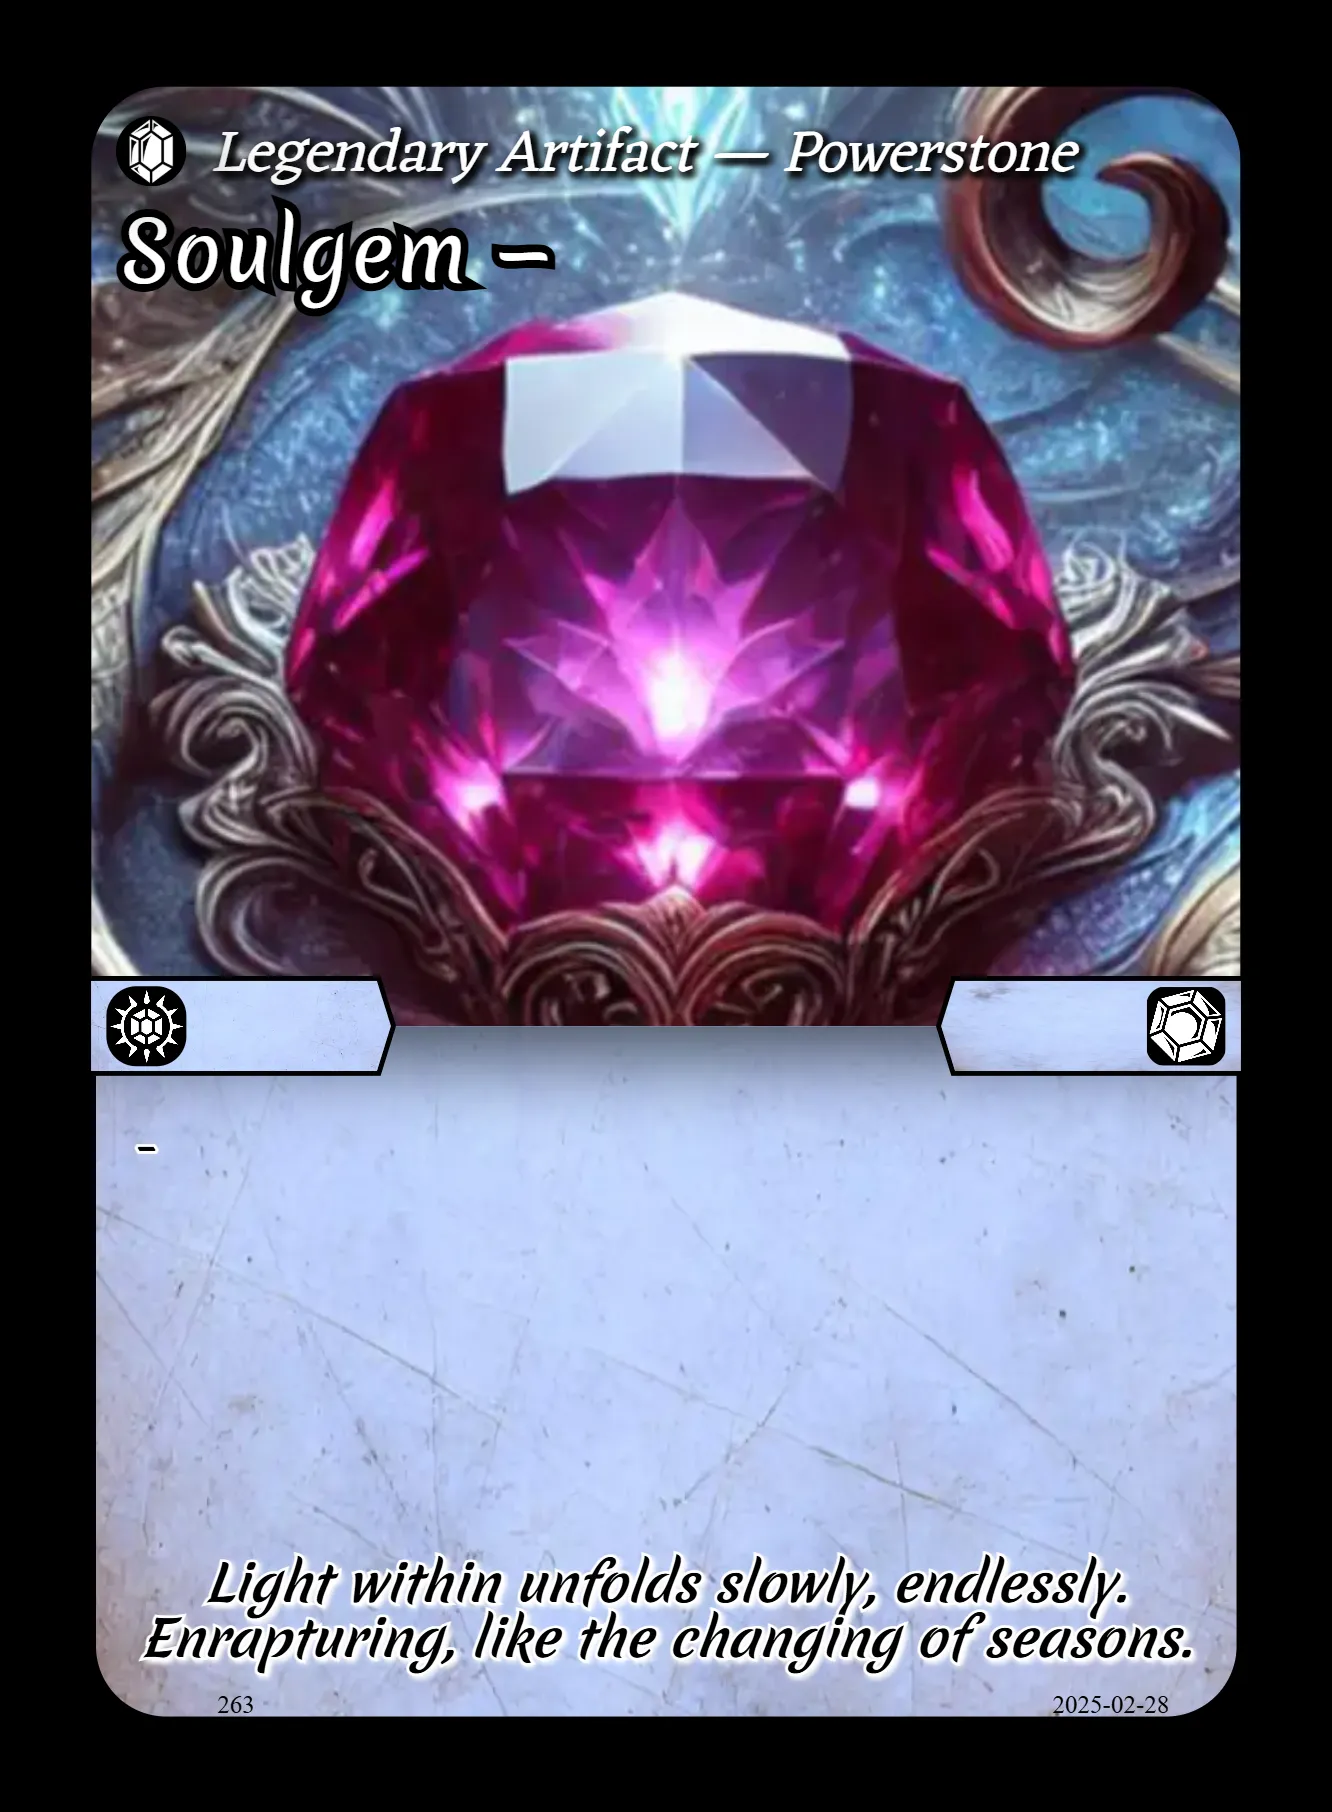 Legendary Artifact — Powerstone
Soulgem –
–
Light within unfolds slowly, endlessly.
Enrapturing, like the changing of seasons.
263
2025-02-28